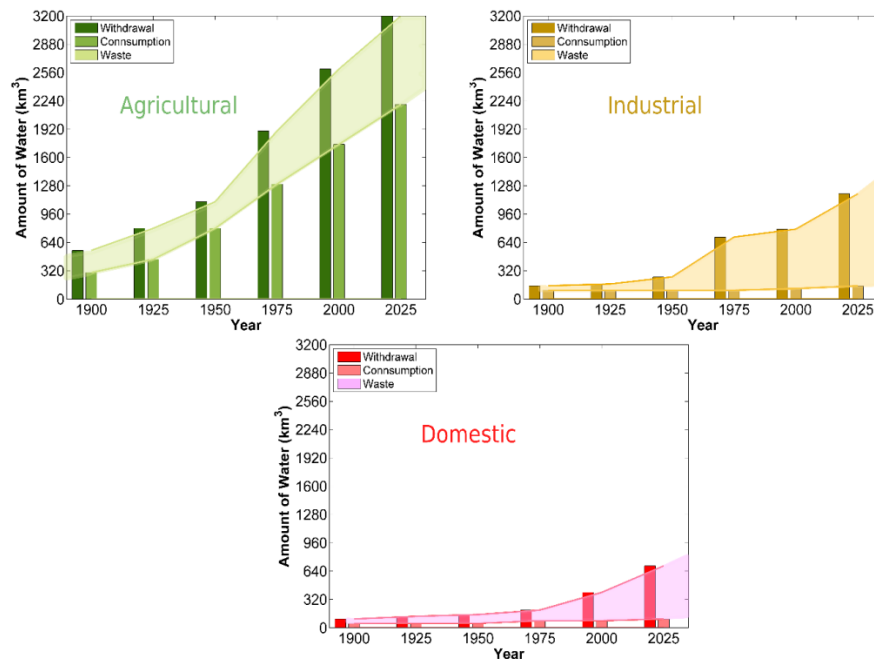 3200
2880
2560
2240
1920
1600
1280
960
640
320
0
Amount of Water (km³)
Withdrawal
Connsumption
Waste
Agricultural
1900 1925 1950 1975 2000 2025
Year
3200
2880
2560
2240
1920
1600
1280
960
640
320
0
Amount of Water (km³)
Withdrawal
Connsumption
Waste
Industrial
1900 1925 1950 1975 2000 2025
Year
3200
2880
2560
2240
1920
1600
1280
960
640
320
0
Amount of Water (km³)
Withdrawal
Connsumption
Waste
Domestic
1900 1925 1950 1975 2000 2025
Year